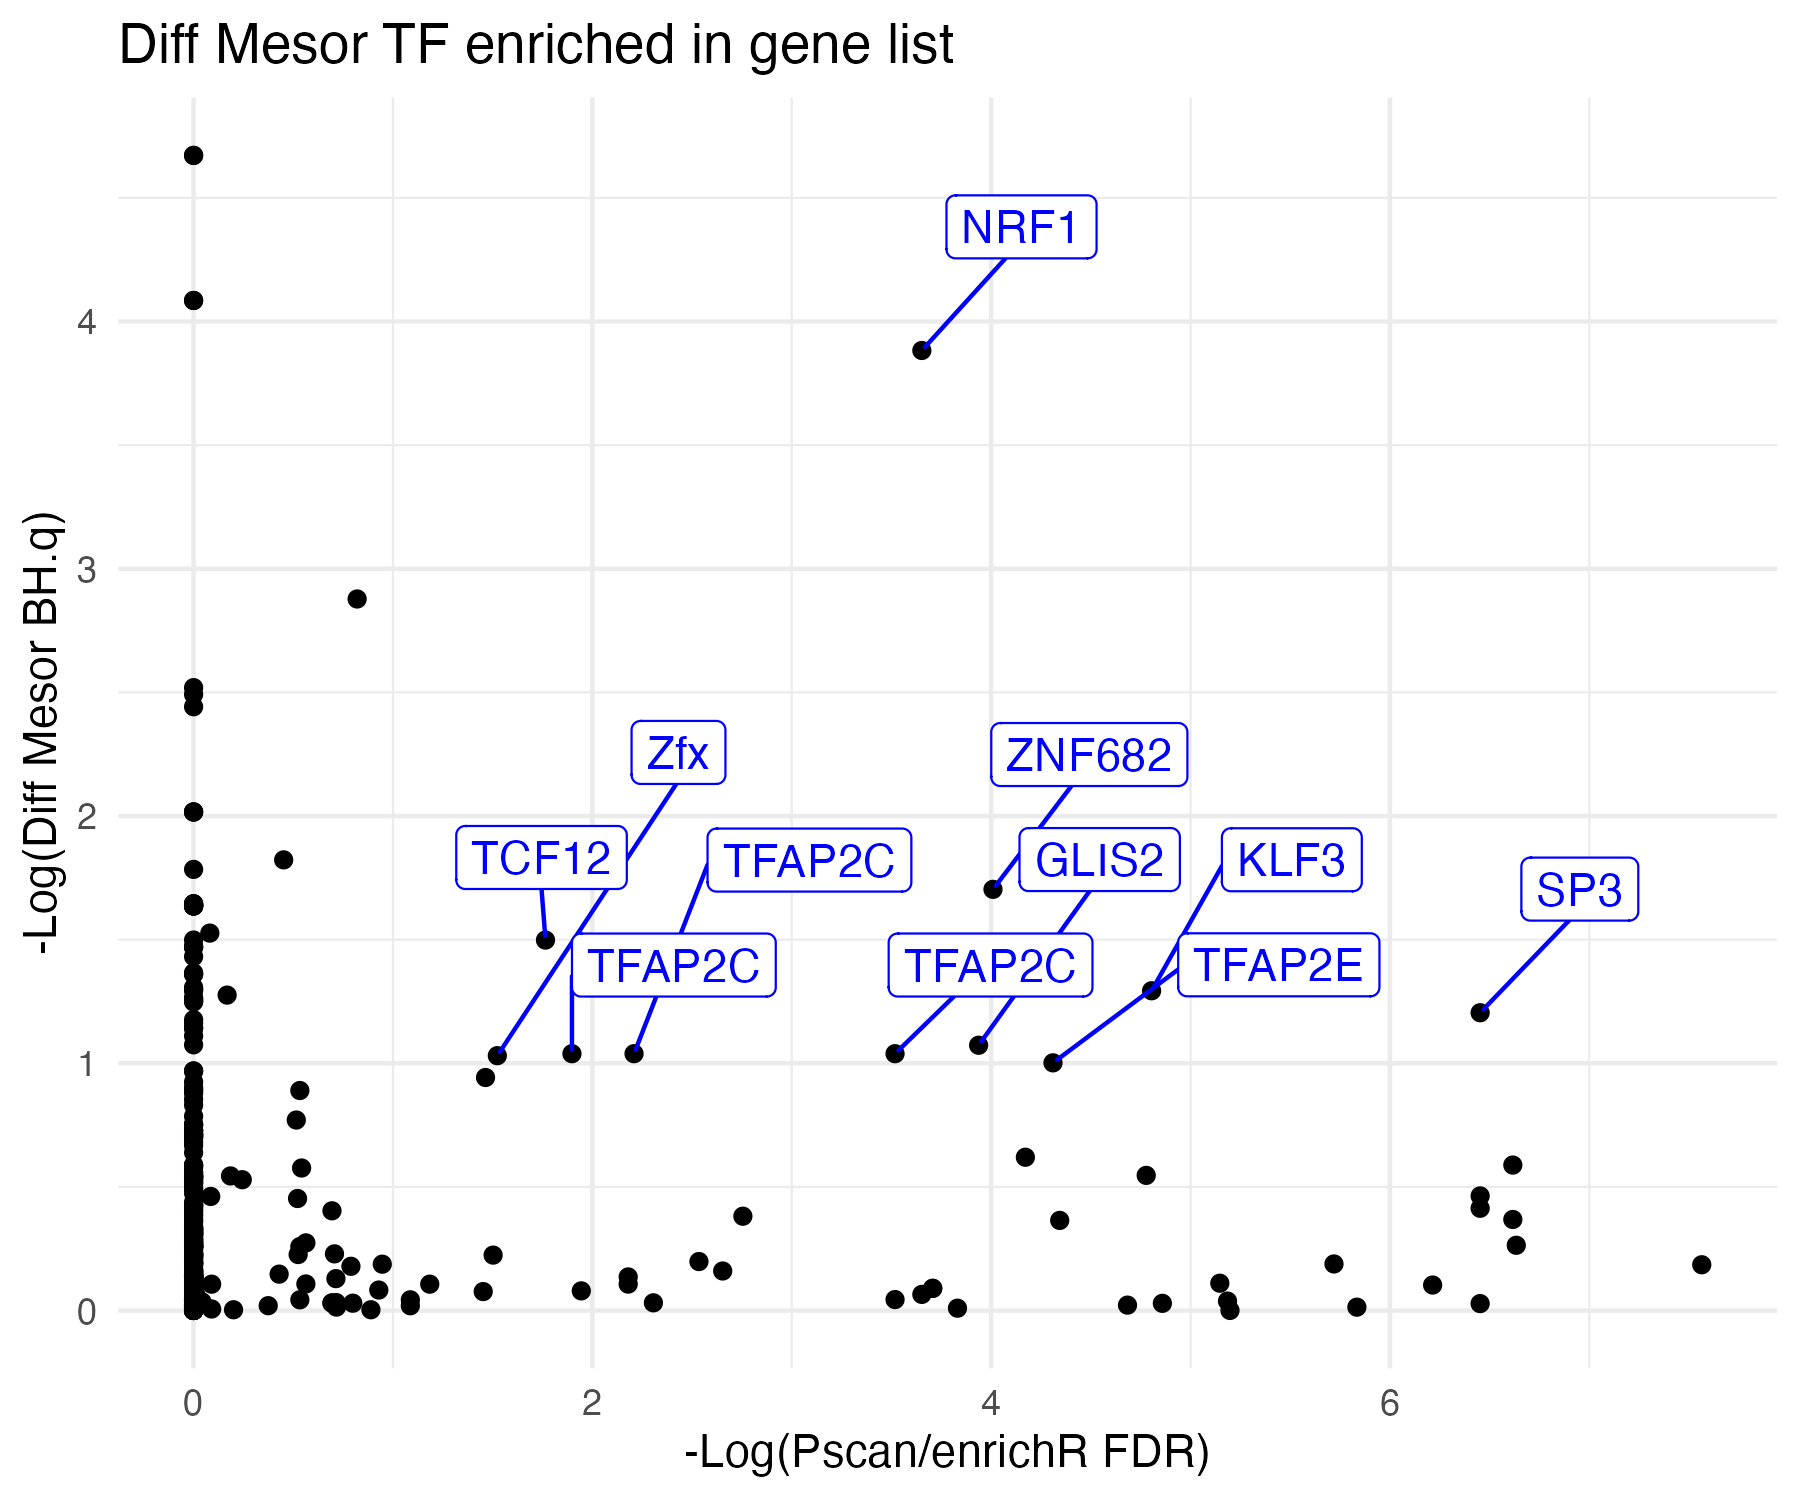 Diff Mesor TF enriched in gene list
-Log(Diff Mesor BH.q)
4
3
2
1
0
NRF1
Zfx
ZNF682
TCF12
TFAP2C
GLIS2
KLF3
SP3
TFAP2C
TFAP2C
TFAP2E
0
2
4
6
-Log(Pscan/enrichR FDR)